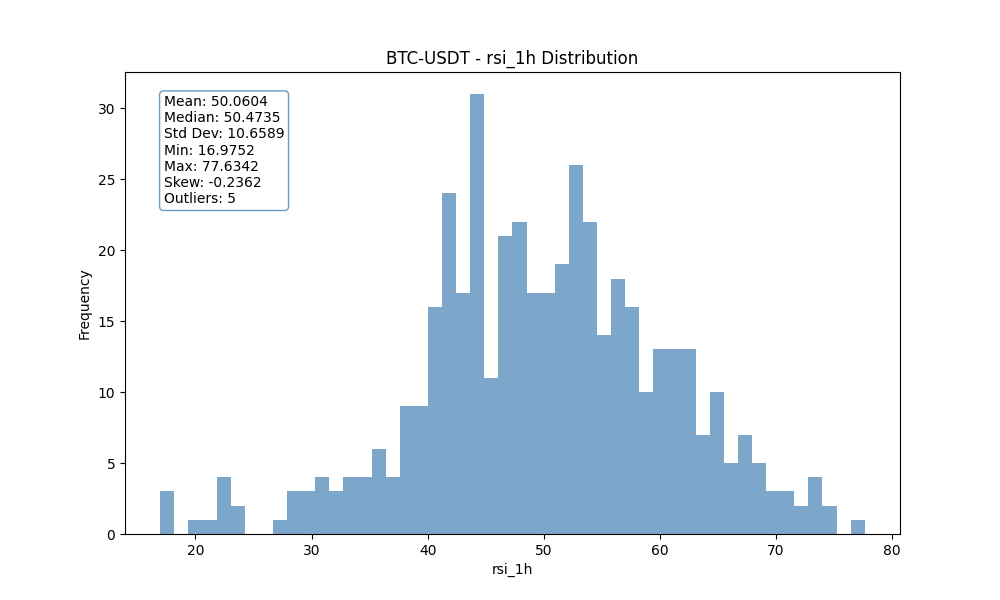 BTC-USDT - rsi_1h Distribution
Mean: 50.0604
Median: 50.4735
Std Dev: 10.6589
Min: 16.9752
Max: 77.6342
Skew: -0.2362
Outliers: 5
Frequency
30
25
20
15
10
5
0
20 30 40 50 60 70 80
rsi_1h